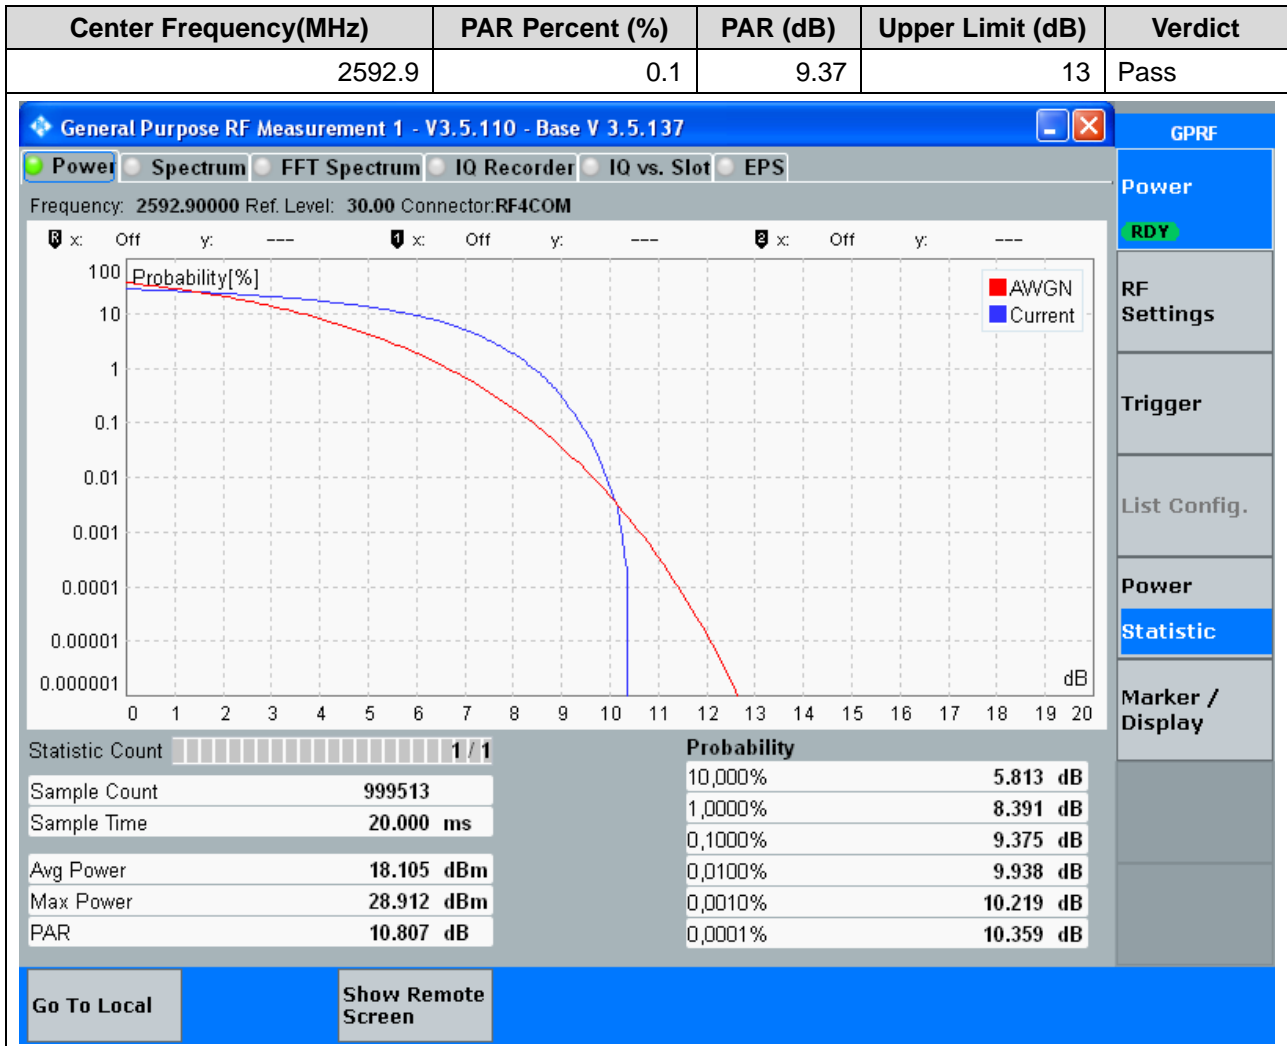 Center Frequency(MHz) PAR Percent (%) PAR (dB) Upper Limit (dB) Verdict
2592.9 0.1 9.37 13 Pass
General Purpose RF Measurement 1 - V3.5.110 - Base V 3.5.137
GPRF
Power Spectrum FFT Spectrum IQ Recorder IQ vs. Slot EPS
Frequency: 2592.90000 Ref. Level: 30.00 Connector:RF4COM
R x: Off y: --- 1 x: Off y: --- 2 x: Off y: ---
Probability[%]
AWGN
Current
100
10
1
0.1
0.01
0.001
0.0001
0.00001
0.000001
dB
0 1 2 3 4 5 6 7 8 9 10 11 12 13 14 15 16 17 18 19 20
Statistic Count 1 / 1
Sample Count 999513
Sample Time 20.000 ms
Avg Power 18.105 dBm
Max Power 28.912 dBm
PAR 10.807 dB
Probability
10,000% 5.813 dB
1,0000% 8.391 dB
0,1000% 9.375 dB
0,0100% 9.938 dB
0,0010% 10.219 dB
0,0001% 10.359 dB
Power
RDY
RF
Settings
Trigger
List Config.
Power
Statistic
Marker /
Display
Go To Local
Show Remote
Screen